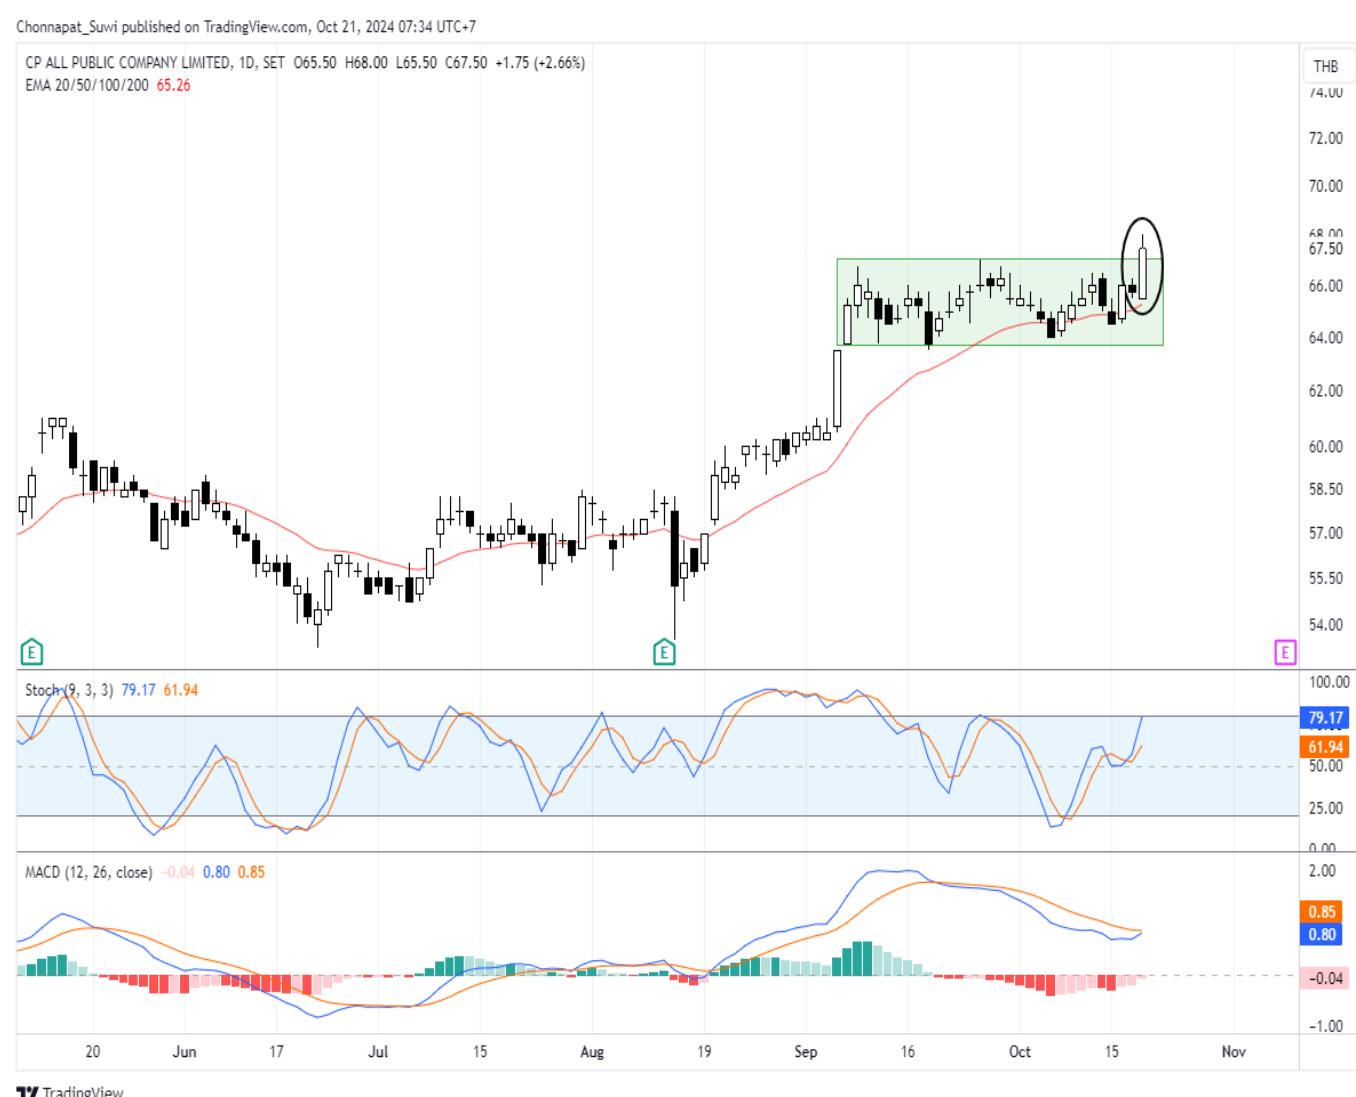 Chonnapat_Suwi published on TradingView.com, Oct 21, 2024 07:34 UTC+7
CP ALL PUBLIC COMPANY LIMITED, 1D, SET O65.50 H68.00 L65.50 C67.50 +1.75 (+2.66%)
THB
EMA 20/50/100/200 65.26
74.00
72.00
70.00
68.00
67.50
66.00
64.00
62.00
60.00
58.50
57.00
55.50
54.00
E E E
Stoch (9, 3, 3) 79.17 61.94
100.00
79.17
61.94
50.00
25.00
0.00
MACD (12, 26, close) -0.04 0.80 0.85
2.00
0.85
0.80
-0.04
-1.00
20 Jun 17 Jul 15 Aug 19 Sep 16 Oct 15 Nov
TradingView